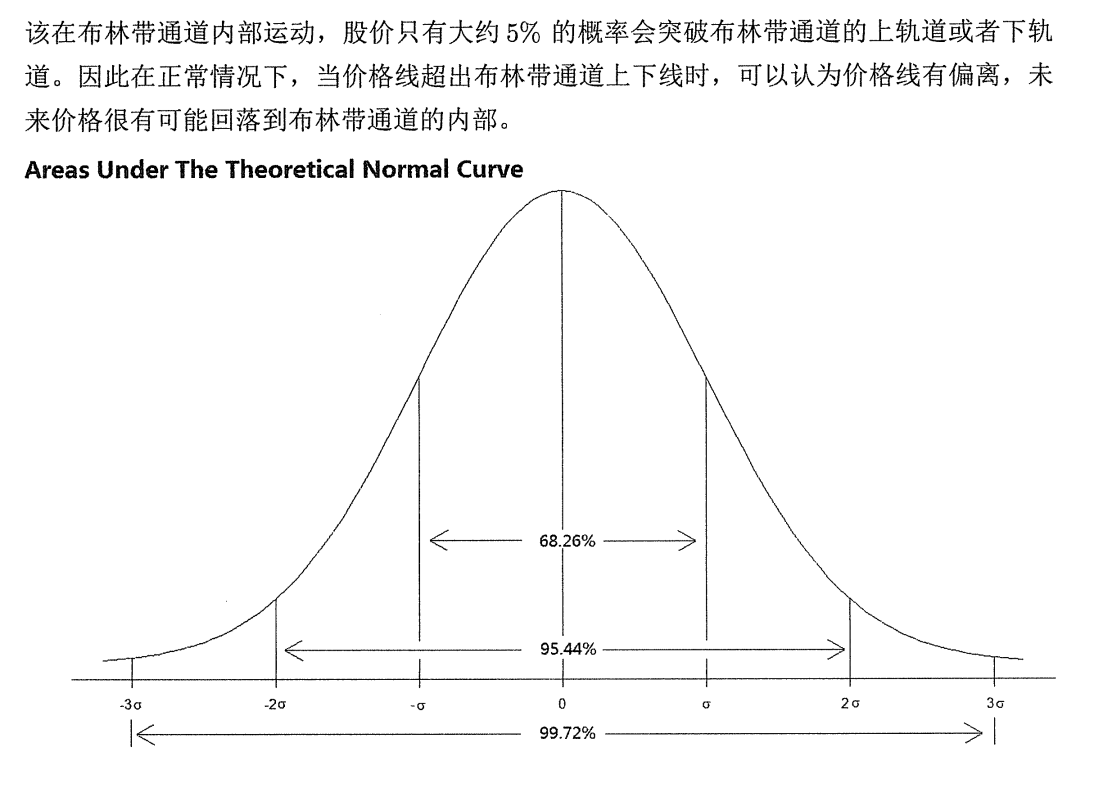 该在布林带通道内部运动，股价只有大约 5% 的概率会突破布林带通道的上轨道或者下轨
道。因此在正常情况下，当价格线超出布林带通道上下线时，可以认为价格线有偏离，未
来价格很有可能回落到布林带通道的内部。
Areas Under The Theoretical Normal Curve
68.26%
95.44%
-3σ -2σ -σ 0 σ 2σ 3σ
99.72%